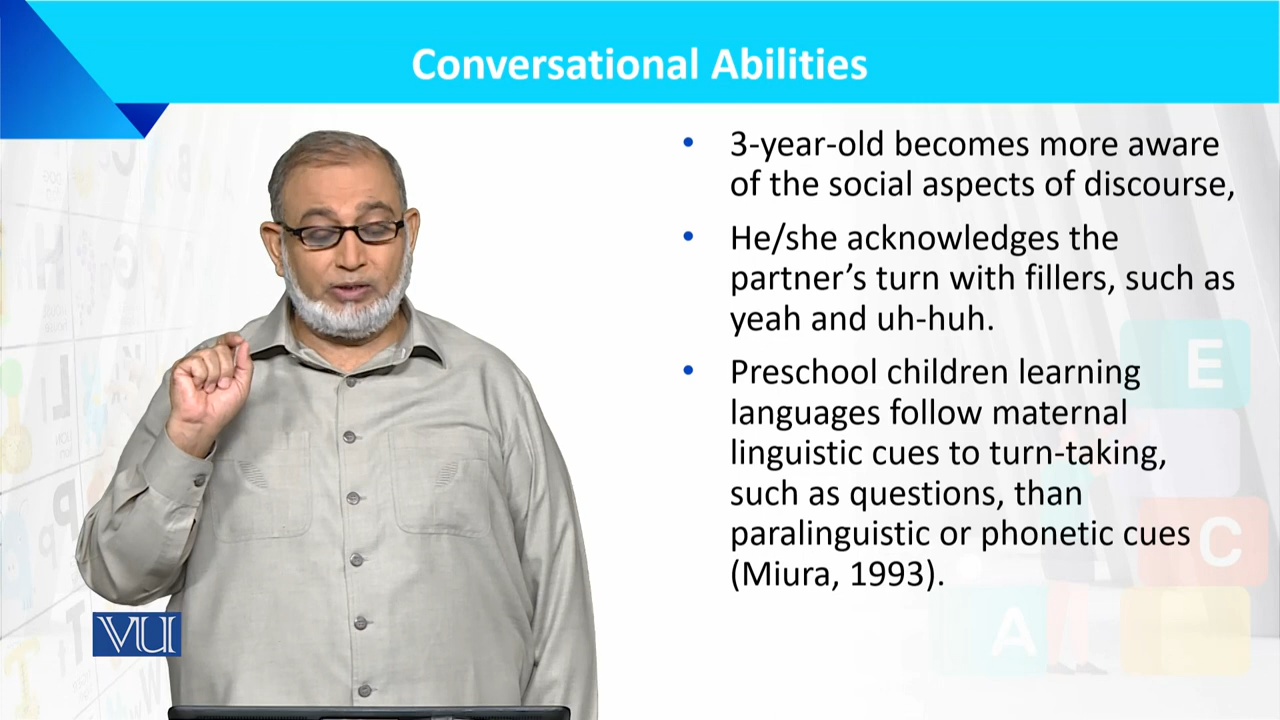 Conversational Abilities
• 3-year-old becomes more aware
of the social aspects of discourse,
• He/she acknowledges the
partner’s turn with fillers, such as
yeah and uh-huh.
• Preschool children learning
languages follow maternal
linguistic cues to turn-taking,
such as questions, than
paralinguistic or phonetic cues
(Miura, 1993).
VU
E
C
A